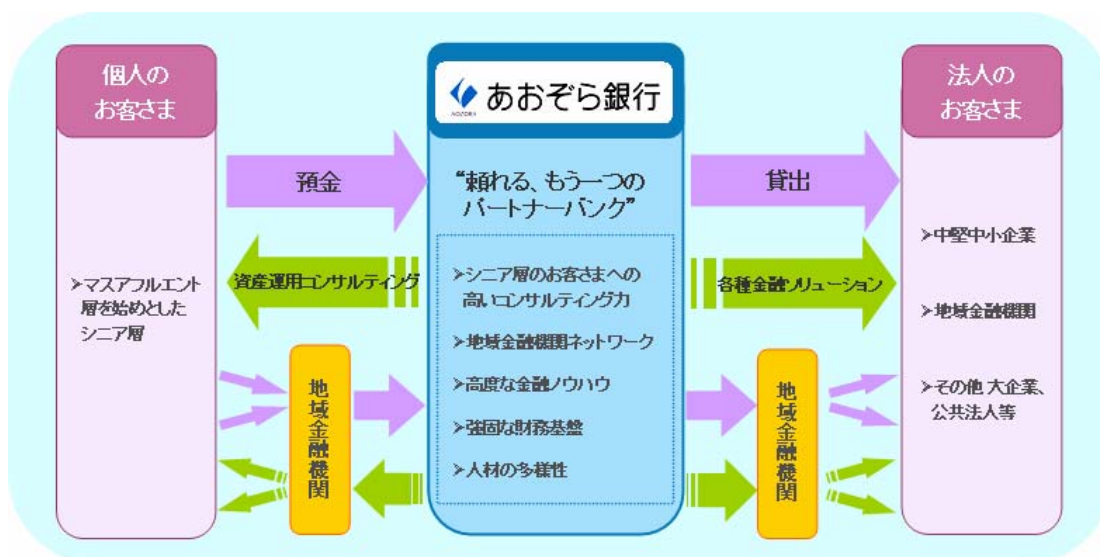 個人の
お客さま
➢マスアフルエント
層を始めとした
シニア層
預金
資産運用コンサルティング
地域金融機関
あおぞら銀行
AOZORA
“頼れる、もう一つの
パートナーバンク”
➢シニア層のお客さまへの
高いコンサルティング力
➢地域金融機関ネットワーク
➢高度な金融ノウハウ
➢強固な財務基盤
➢人材の多様性
貸出
各種金融ソリューション
地域金融機関
法人の
お客さま
➢中堅中小企業
➢地域金融機関
➢その他 大企業、
公共法人等